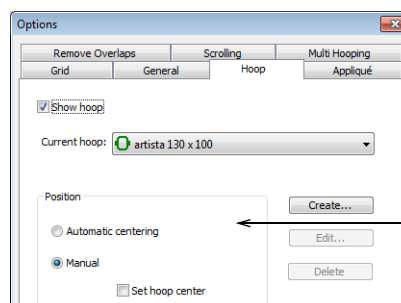 Options
Remove Overlaps Scrolling Multi Hooping
Grid General Hoop Appliqué
Show hoop
Current hoop: artista 130 x 100
Position
Create...
Automatic centering
Edit...
Manual
Delete
Set hoop center